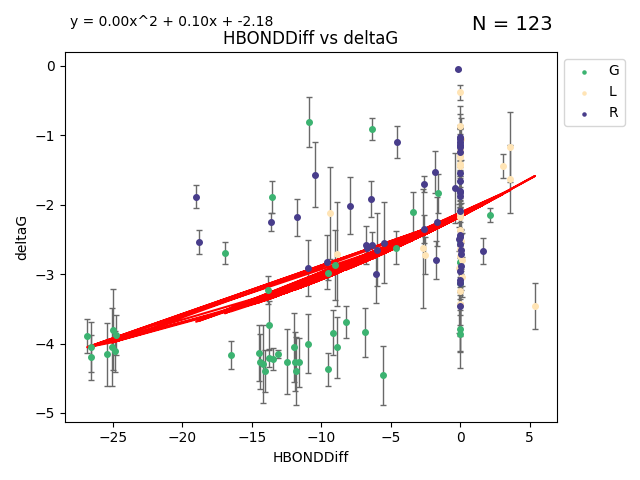 y = 0.00x^2 + 0.10x + -2.18
N = 123
HBONDDiff vs deltaG
G
L
R
deltaG
0
−1
−2
−3
−4
−5
−25
−20
−15
−10
−5
0
5
HBONDDiff